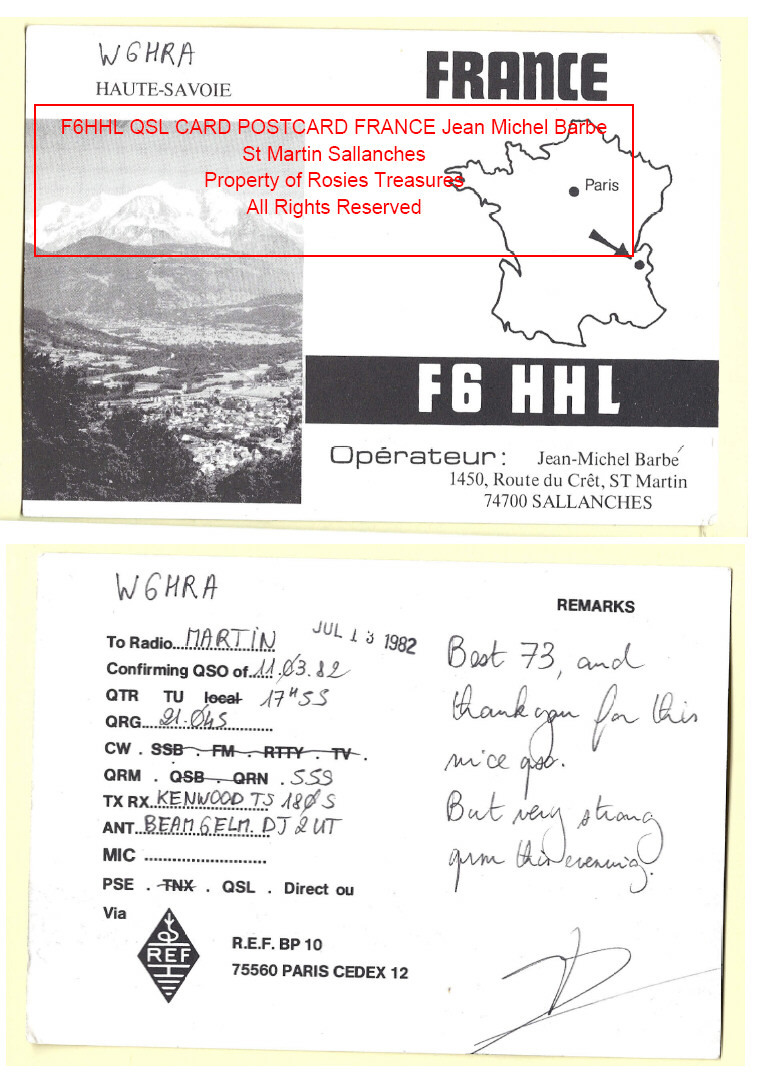 W6HRA
HAUTE-SAVOIE
FRANCE
F6HHL QSL CARD POSTCARD FRANCE Jean Michel Barbe
St Martin Sallanches
Property of Rosies Treasures
All Rights Reserved
Paris
F6 HHL
Opérateur: Jean-Michel Barbé
1450, Route du Crêt, ST Martin
74700 SALLANCHES
W6HRA
REMARKS
To Radio...MARTIN
JUL 13 1982
Confirming QSO of...11.03.82
QTR TU local 17H55
QRG...21.045
CW . SSB . FM . RTTY . TV .
QRM . QSB . QRN . 559
TX RX..KENWOOD TS 180S
ANT..BEAM 6 ELM. DJ2UT
MIC ..........................
PSE . TNX . QSL . Direct ou
Via
REF
R.E.F. BP 10
75560 PARIS CEDEX 12
Best 73, and
thank you for this
nice qso.
But very strong
qrm this evenning.